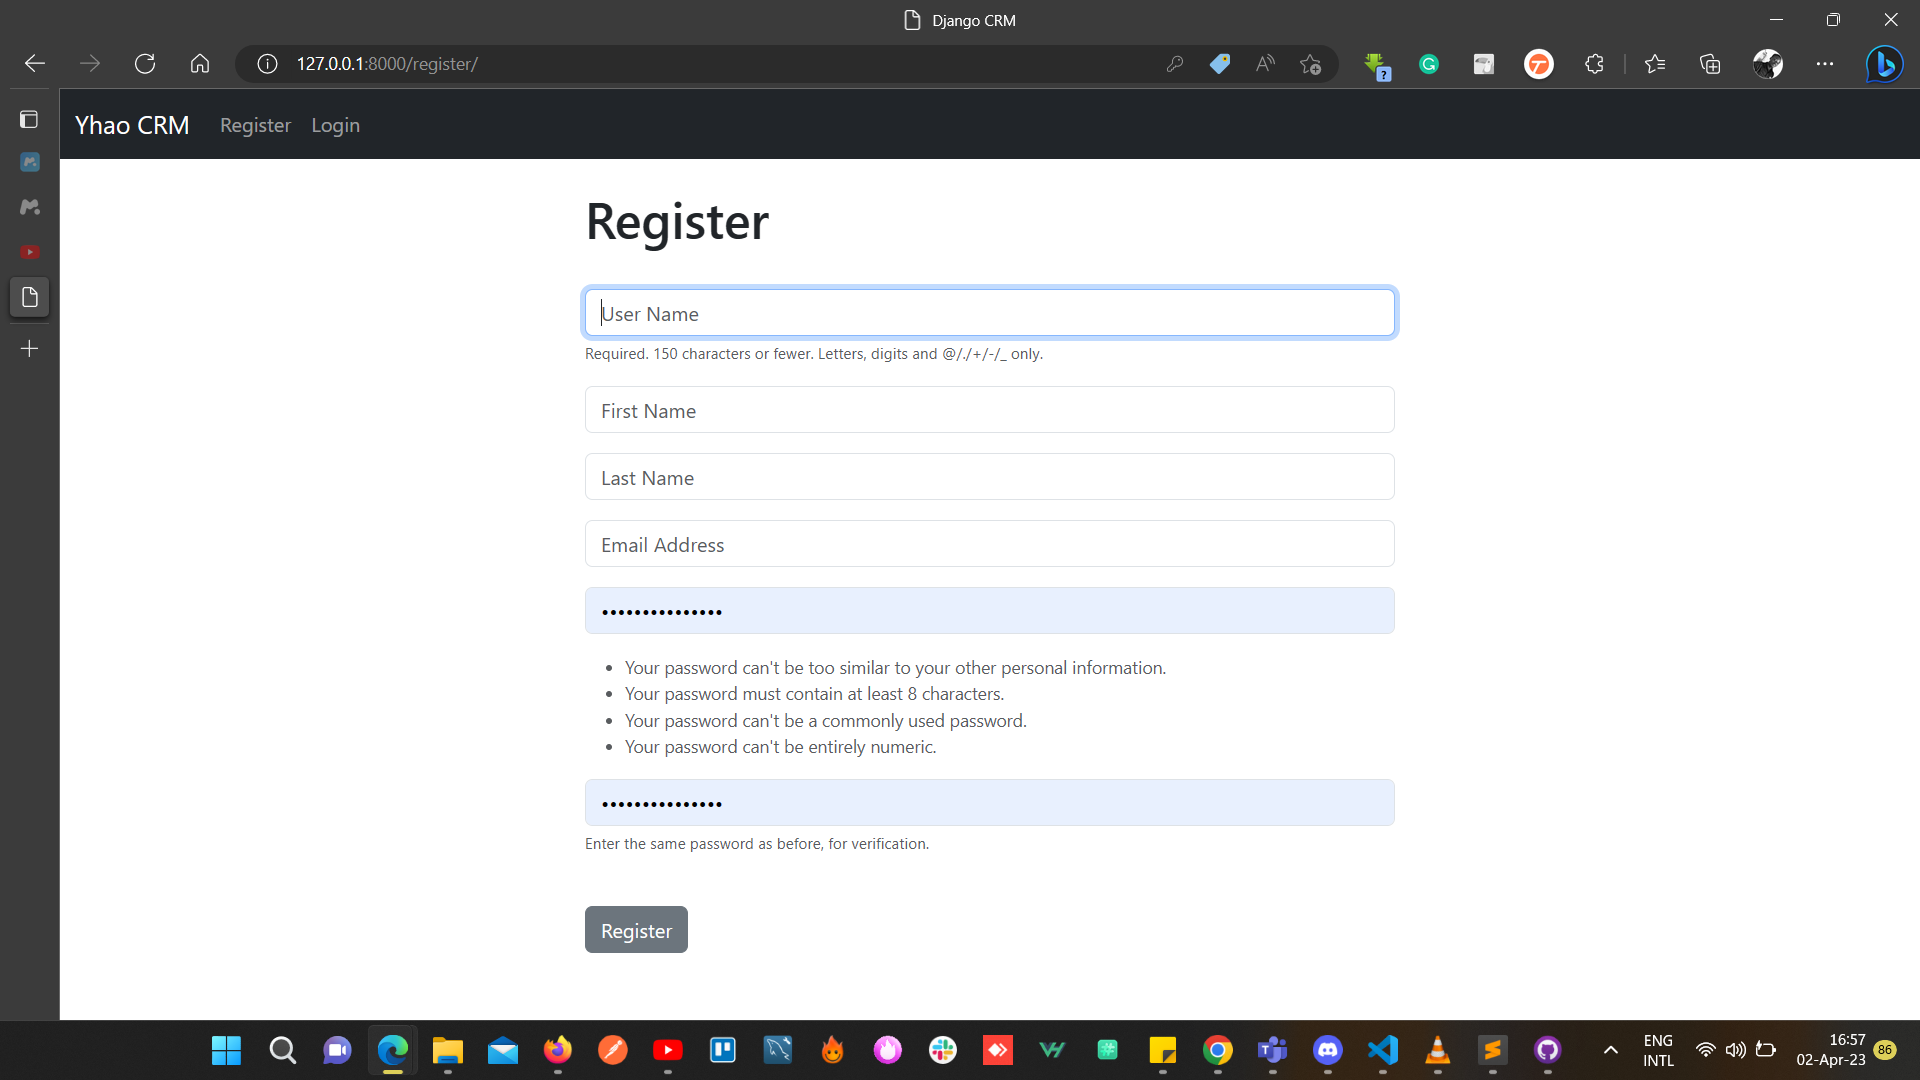 Django CRM
127.0.0.1:8000/register/
Yhao CRM Register Login
Register
User Name
Required. 150 characters or fewer. Letters, digits and @/./+/-/_ only.
First Name
Last Name
Email Address
•••••••••••••••
• Your password can't be too similar to your other personal information.
• Your password must contain at least 8 characters.
• Your password can't be a commonly used password.
• Your password can't be entirely numeric.
•••••••••••••••
Enter the same password as before, for verification.
Register
ENG
INTL
16:57
02-Apr-23
86